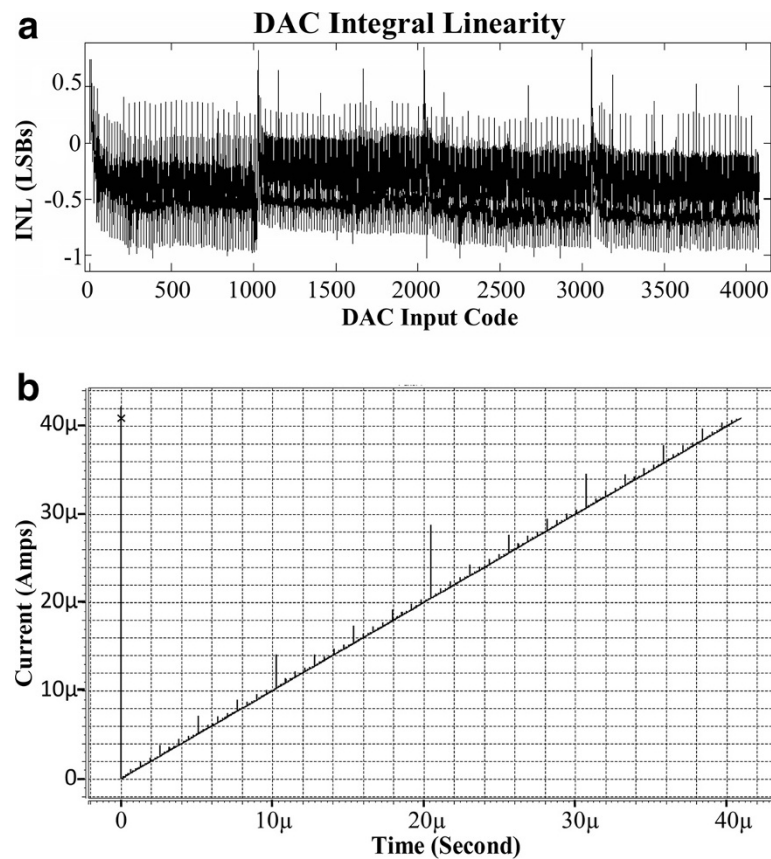 a
DAC Integral Linearity
INL (LSBs)
0.5
0
-0.5
-1
0 500 1000 1500 2000 2500 3000 3500 4000
DAC Input Code
b
Current (Amps)
40µ
30µ
20µ
10µ
0
0 10µ 20µ 30µ 40µ
Time (Second)